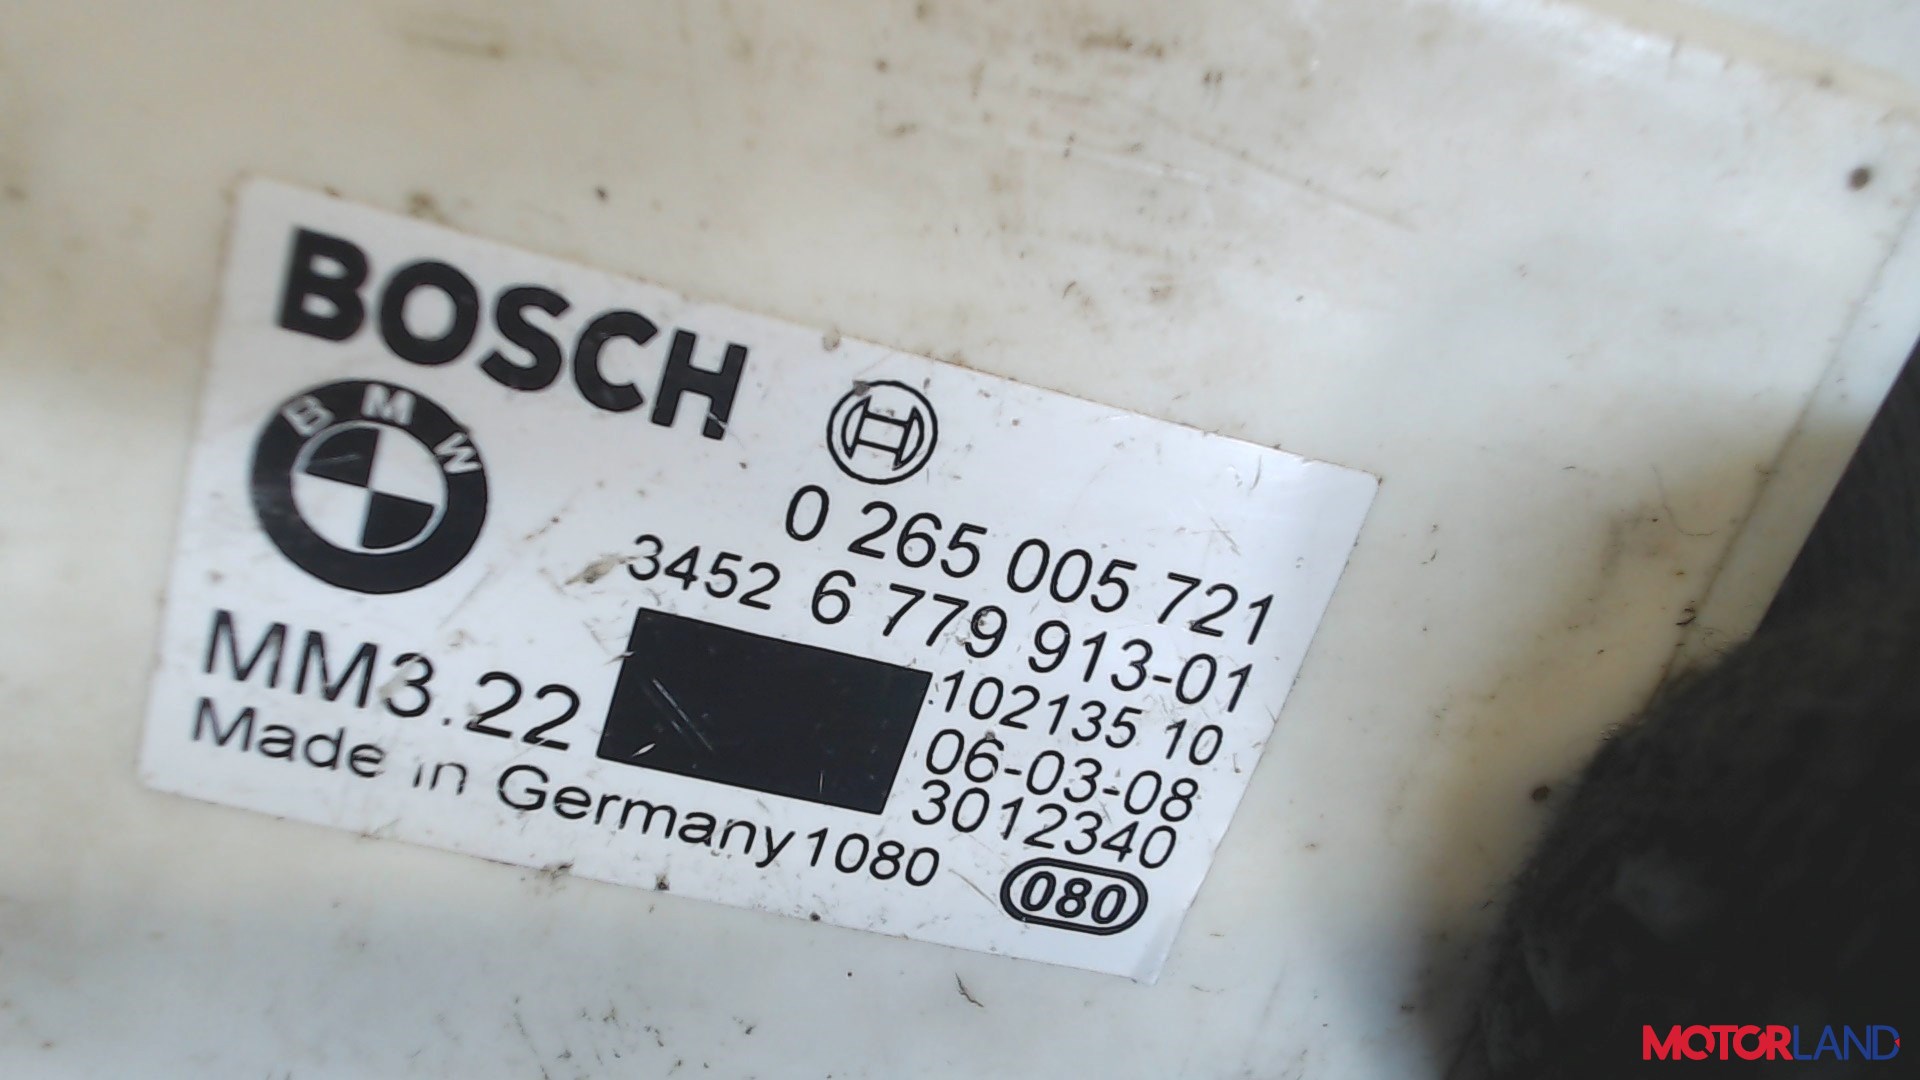 BOSCH
BMW
0 265 005 721
3452 6 779 913-01
MM3.22
102135 10
06-03-08
3012340
Made in Germany 1080
080
MOTORLAND